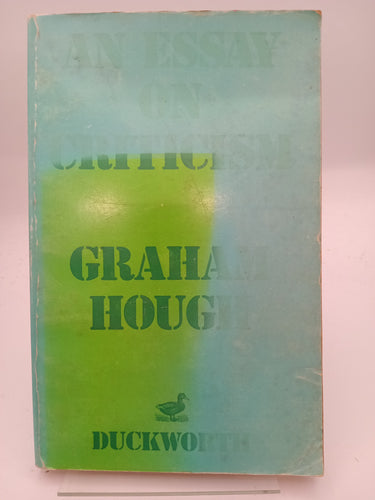 AN ESSAY
ON
CRITICISM
GRAHAM
HOUGH
DUCKWORTH